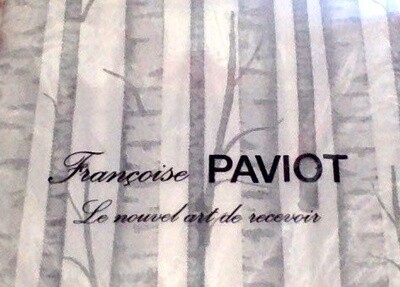 Françoise PAVIOT
Le nouvel art de recevoir